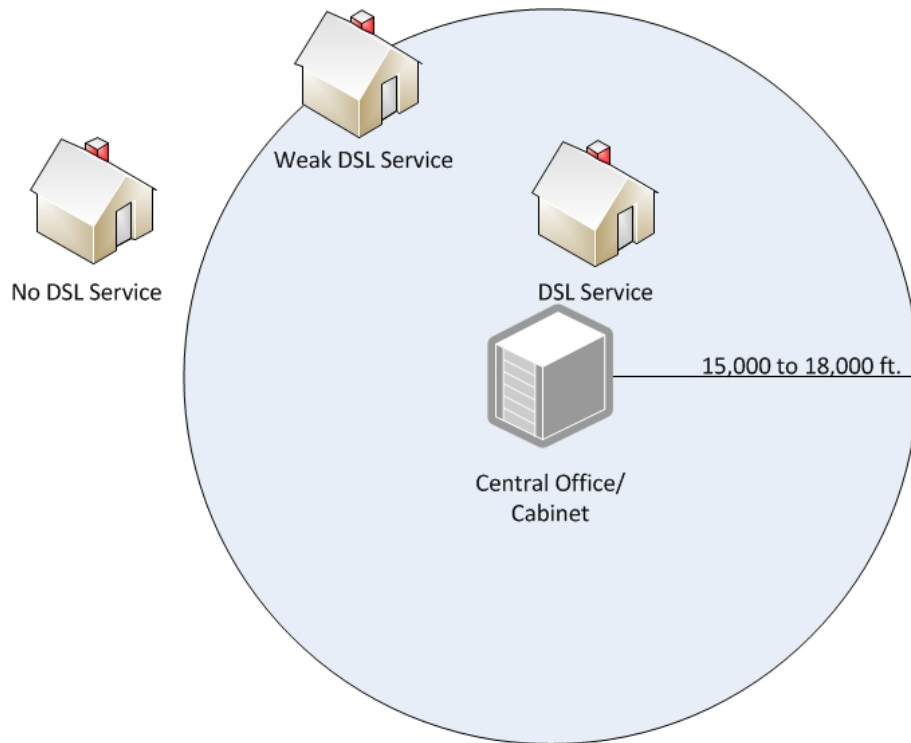 Weak DSL Service
No DSL Service
DSL Service
15,000 to 18,000 ft.
Central Office/
Cabinet